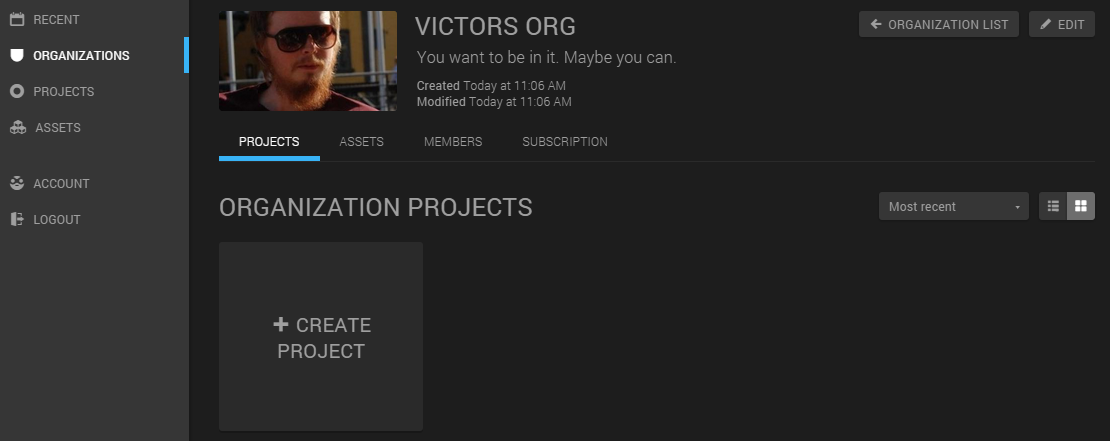 RECENT
ORGANIZATIONS
PROJECTS
ASSETS
ACCOUNT
LOGOUT
VICTORS ORG
ORGANIZATION LIST
EDIT
You want to be in it. Maybe you can.
Created Today at 11:06 AM
Modified Today at 11:06 AM
PROJECTS
ASSETS
MEMBERS
SUBSCRIPTION
ORGANIZATION PROJECTS
Most recent
CREATE
PROJECT